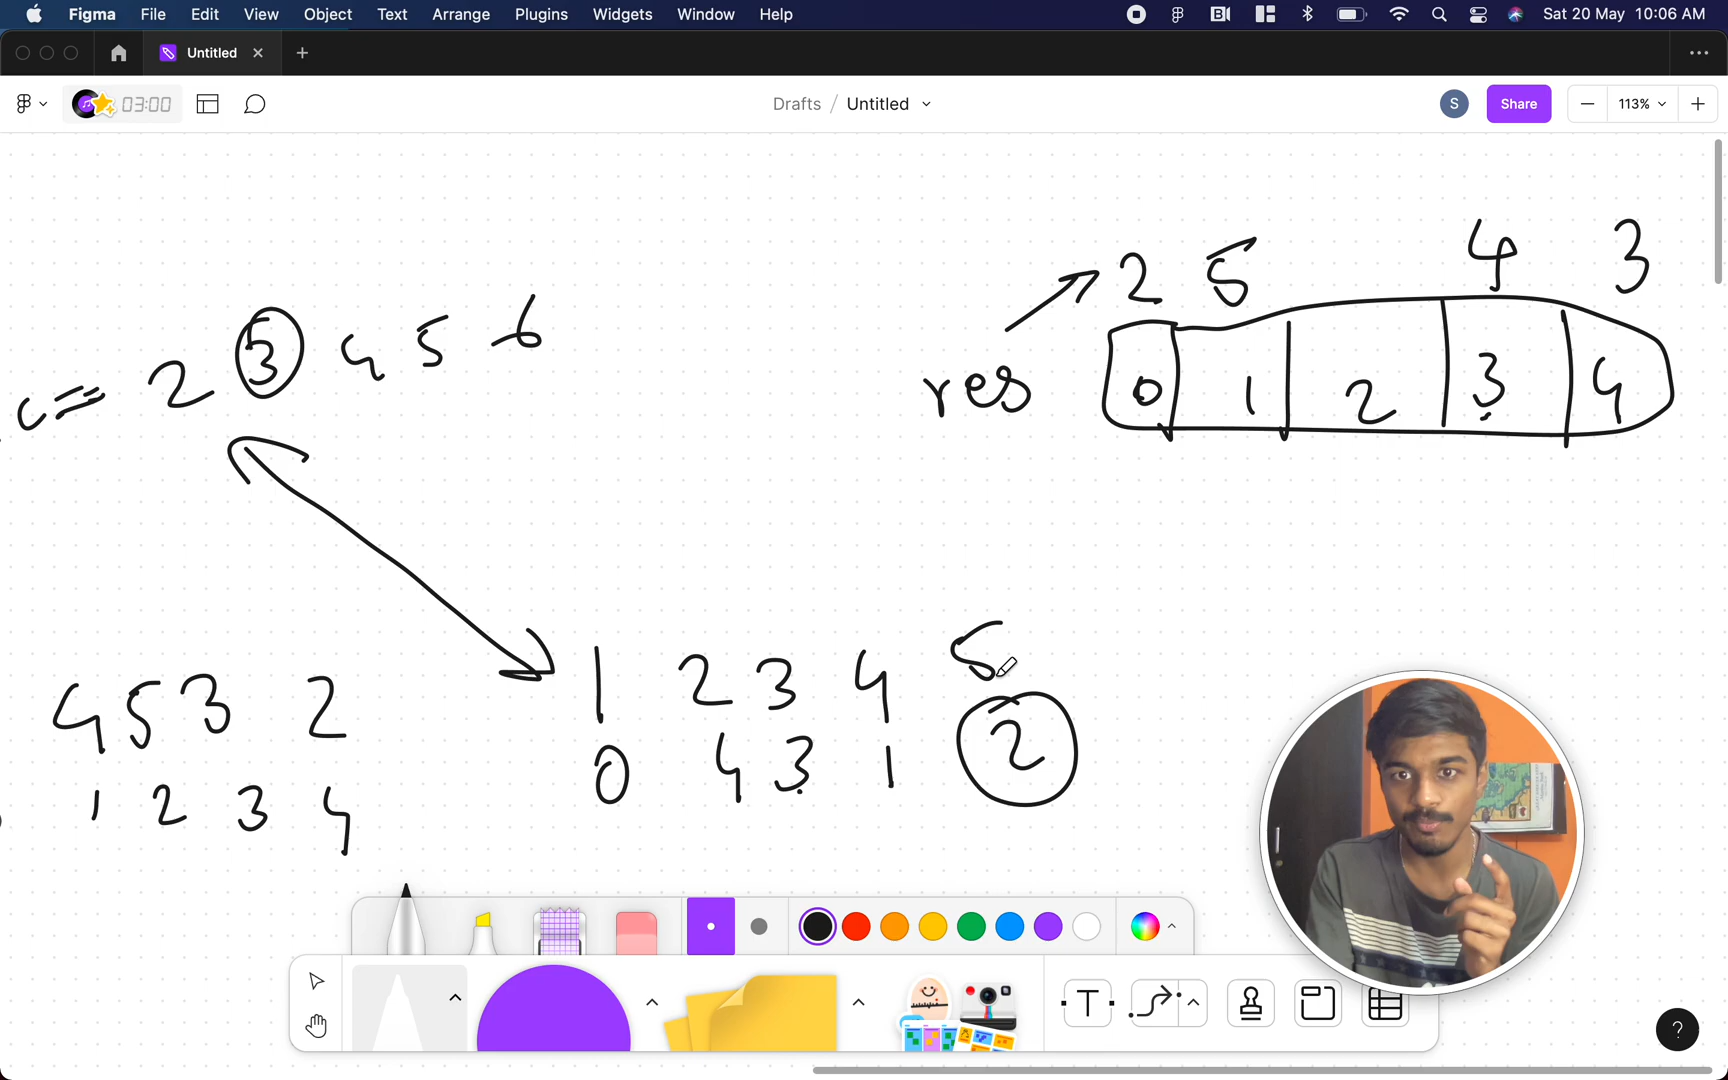 Figma File Edit View Object Text Arrange Plugins Widgets Window Help Sat 20 May 10:06 AM
Untitled
03:00 Drafts / Untitled S Share 113%
2 5 4 3
c = 2 3 4 5 6
res 0 1 2 3 4
4 5 3 2
1 2 3 4 5
0 4 3 1 2
1 2 3 4
T
?